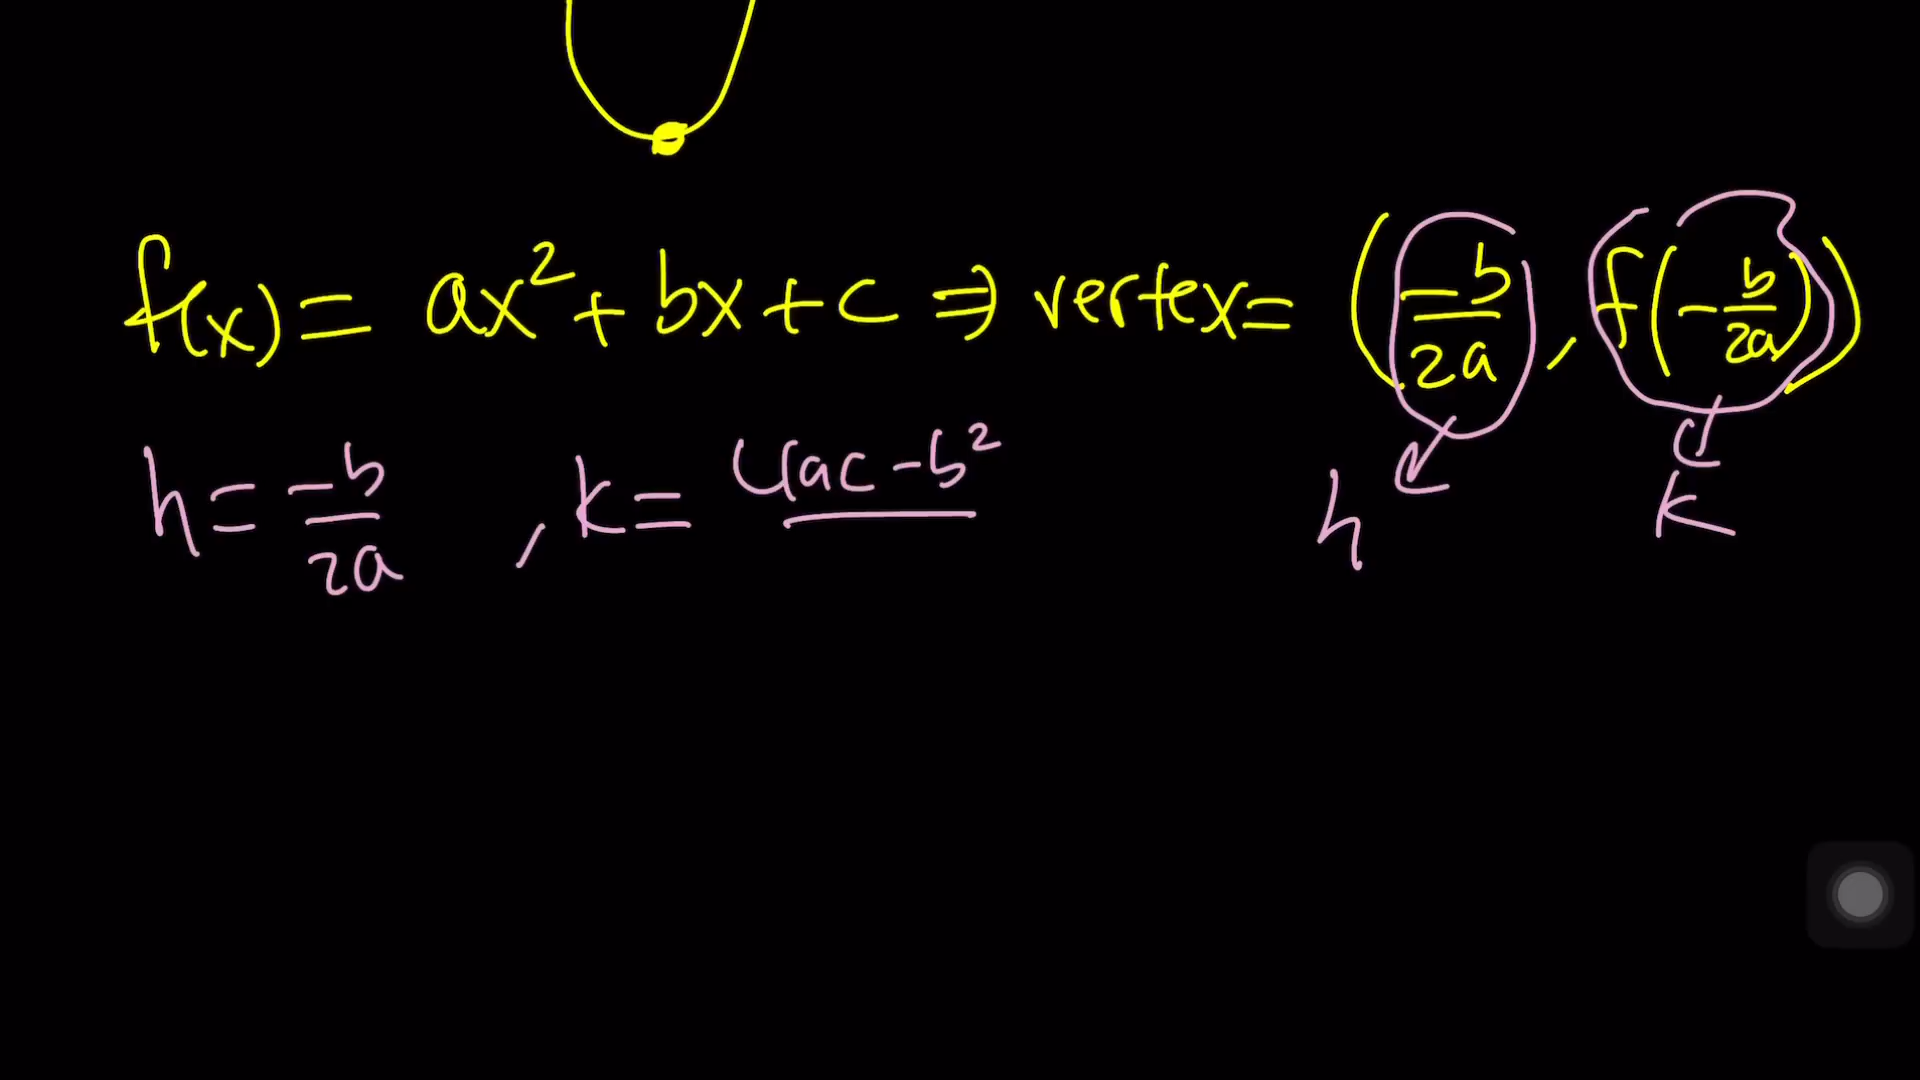 f(x) = ax² + bx + c ⇒ vertex = (-b/2a, f(-b/2a))
h = -b/2a , k = 4ac - b²
h k